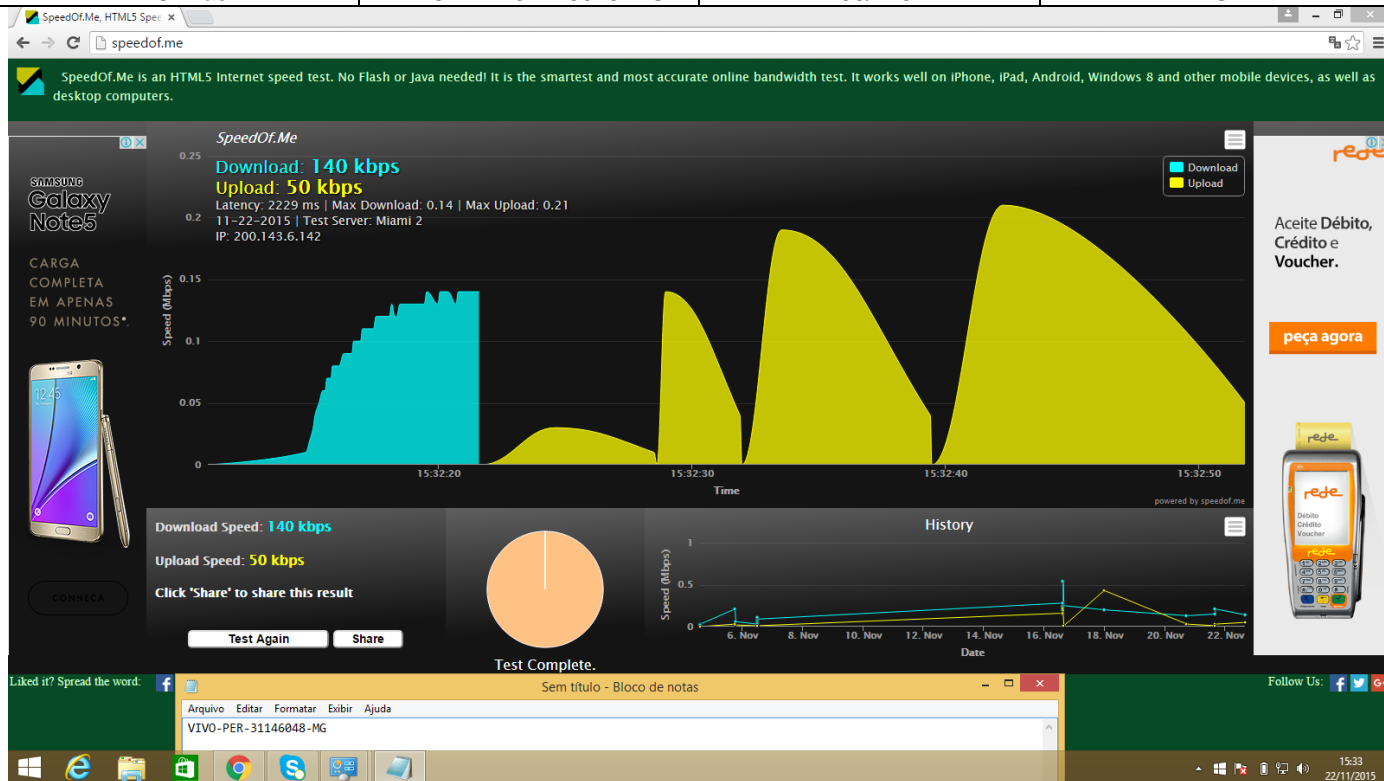 SpeedOf.Me, HTML5 Spee
speedof.me
SpeedOf.Me is an HTML5 Internet speed test. No Flash or Java needed! It is the smartest and most accurate online bandwidth test. It works well on iPhone, iPad, Android, Windows 8 and other mobile devices, as well as
desktop computers.
SAMSUNG
Galaxy
Note5
CARGA
COMPLETA
EM APENAS
90 MINUTOS*.
12:45
CONHEÇA
SpeedOf.Me
Download: 140 kbps
Upload: 50 kbps
Latency: 2229 ms | Max Download: 0.14 | Max Upload: 0.21
11-22-2015 | Test Server: Miami 2
IP: 200.143.6.142
Download
Upload
Speed (Mbps)
0.25
0.2
0.15
0.1
0.05
0
15:32:20
15:32:30
15:32:40
15:32:50
Time
powered by speedof.me
rede
Aceite Débito,
Crédito e
Voucher.
peça agora
rede
rede
Débito
Crédito
Voucher
rede
Download Speed: 140 kbps
Upload Speed: 50 kbps
Click 'Share' to share this result
Test Again
Share
Test Complete.
History
Speed (Mbps)
1
0.5
0
6. Nov
8. Nov
10. Nov
12. Nov
14. Nov
16. Nov
18. Nov
20. Nov
22. Nov
Date
Liked it? Spread the word:
Follow Us:
Sem título - Bloco de notas
Arquivo Editar Formatar Exibir Ajuda
VIVO-PER-31146048-MG
15:33
22/11/2015